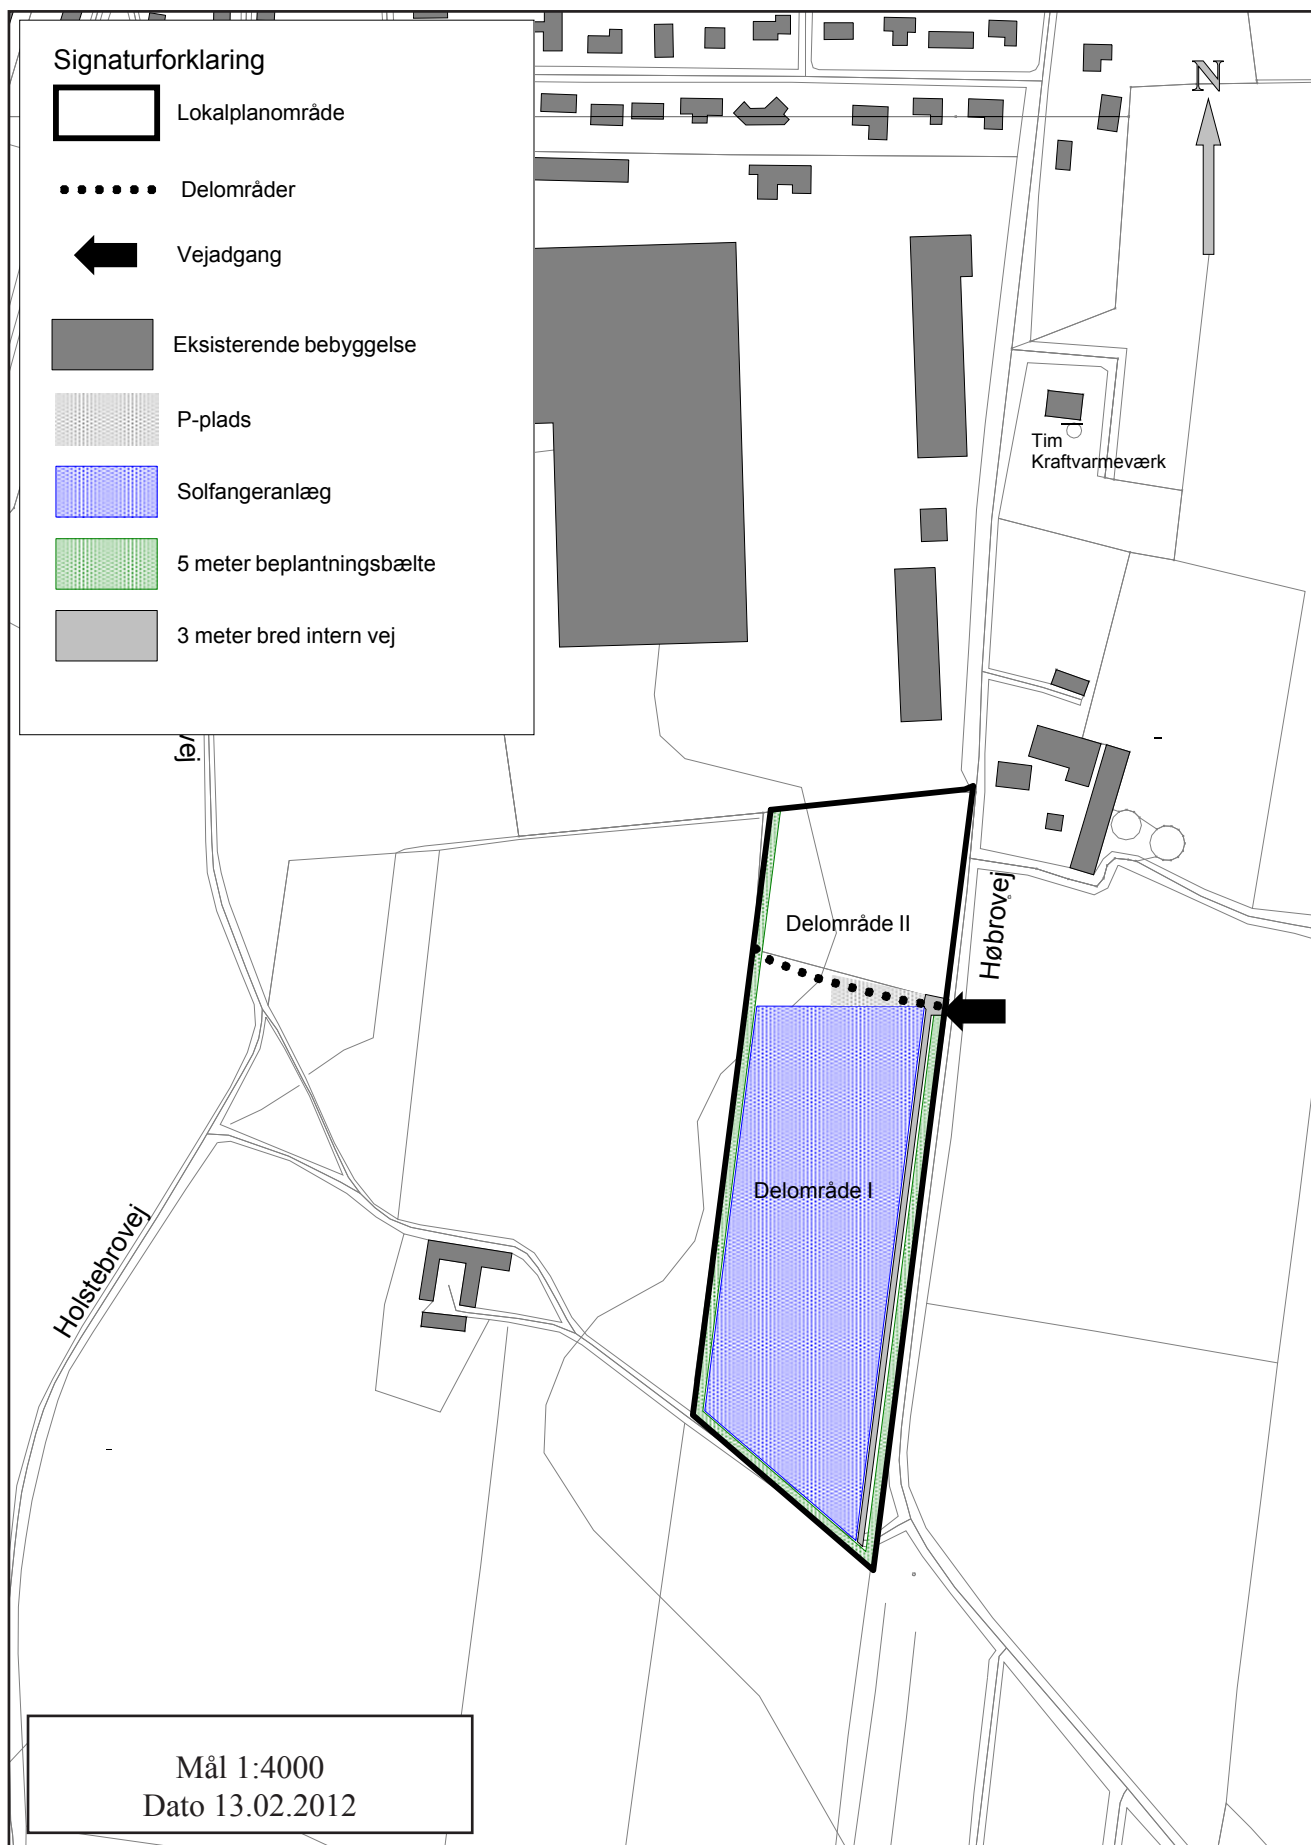 Signaturforklaring
Lokalplanområde
Delområder
Vejadgang
Eksisterende bebyggelse
P-plads
Solfangeranlæg
5 meter beplantningsbælte
3 meter bred intern vej
N
Tim
Kraftvarmeværk
vej
Delområde II
Høbrovej
Delområde I
Holstebrovej
Mål 1:4000
Dato 13.02.2012